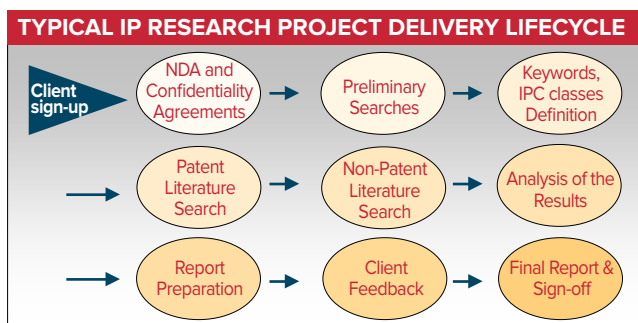 TYPICAL IP RESEARCH PROJECT DELIVERY LIFECYCLE
Client
sign-up
NDA and
Confidentiality
Agreements
Preliminary
Searches
Keywords,
IPC classes
Definition
Patent
Literature
Search
Non-Patent
Literature
Search
Analysis of the
Results
Report
Preparation
Client
Feedback
Final Report &
Sign-off